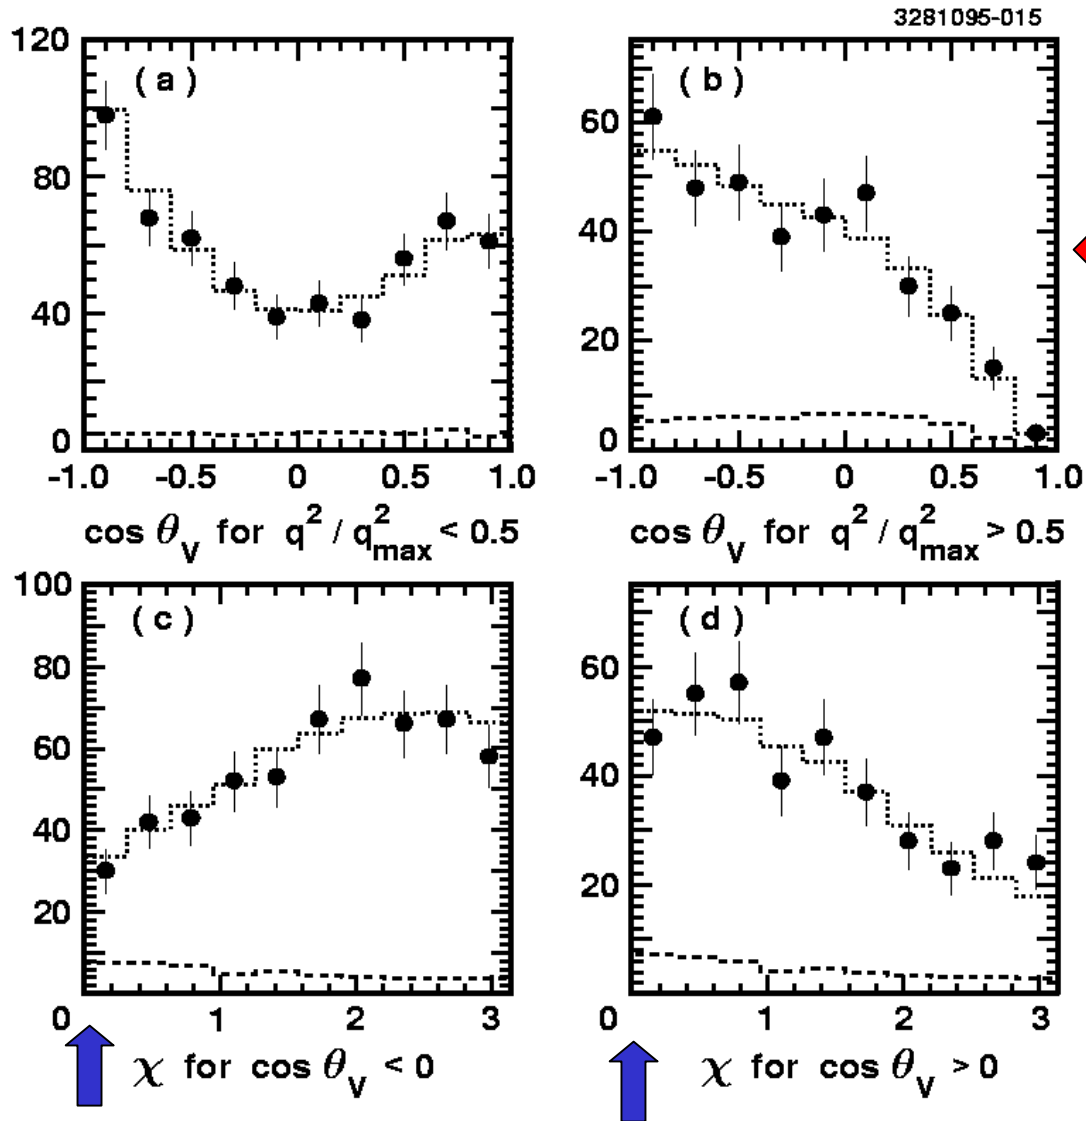 3281095-015
120
80
40
0
( a )
-1.0 -0.5 0 0.5 1.0
cos θV for q² / q²max < 0.5
60
40
20
0
( b )
-1.0 -0.5 0 0.5 1.0
cos θV for q² / q²max > 0.5
100
80
60
40
20
0
( c )
1 2 3
χ for cos θV < 0
60
40
20
0
( d )
1 2 3
χ for cos θV > 0